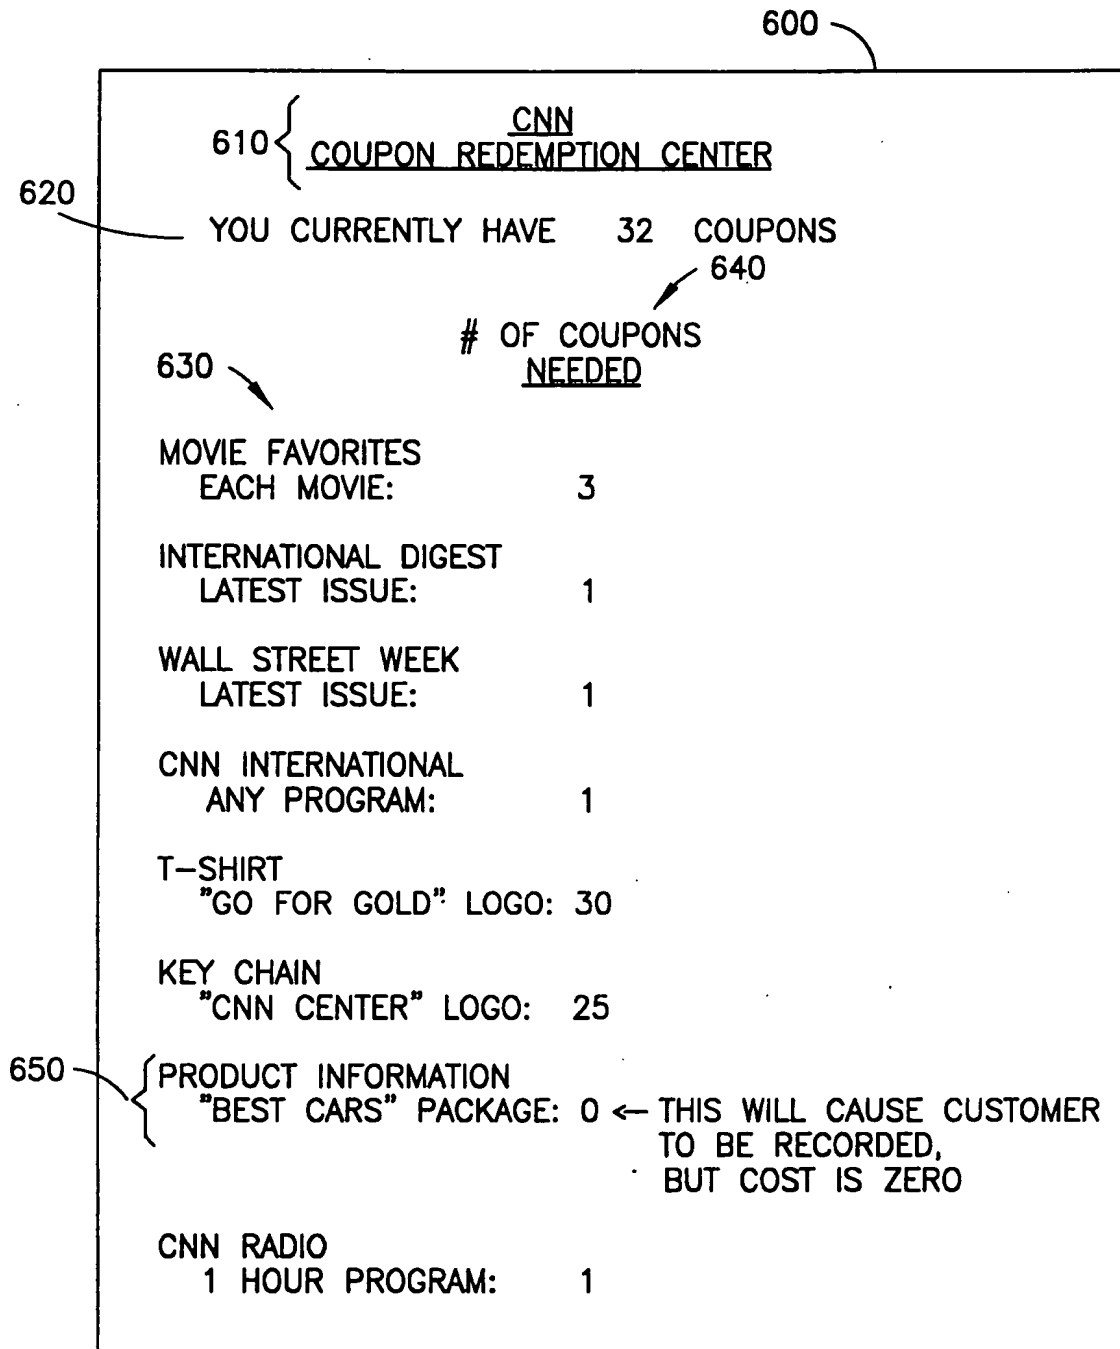 600
610 CNN
COUPON REDEMPTION CENTER
620
YOU CURRENTLY HAVE 32 COUPONS
640
# OF COUPONS
NEEDED
630
MOVIE FAVORITES
EACH MOVIE: 3
INTERNATIONAL DIGEST
LATEST ISSUE: 1
WALL STREET WEEK
LATEST ISSUE: 1
CNN INTERNATIONAL
ANY PROGRAM: 1
T-SHIRT
"GO FOR GOLD" LOGO: 30
KEY CHAIN
"CNN CENTER" LOGO: 25
650 PRODUCT INFORMATION
"BEST CARS" PACKAGE: 0 ← THIS WILL CAUSE CUSTOMER
TO BE RECORDED,
BUT COST IS ZERO
CNN RADIO
1 HOUR PROGRAM: 1